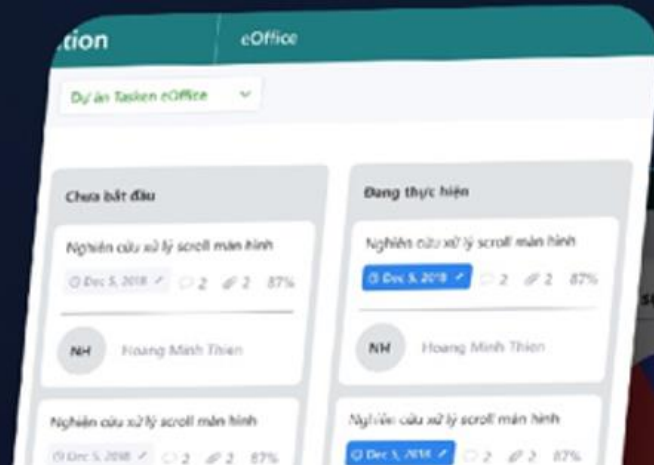 tion
eOffice
Dự án Tasken eOffice
Chưa bắt đầu
Nghiên cứu xử lý scroll màn hình
Dec 5, 2018
2
2
87%
NH
Hoang Minh Thien
Nghiên cứu xử lý scroll màn hình
Dec 5, 2018
2
2
87%
Đang thực hiện
Nghiên cứu xử lý scroll màn hình
Dec 5, 2018
2
2
87%
NH
Hoang Minh Thien
Nghiên cứu xử lý scroll màn hình
Dec 5, 2018
2
2
87%